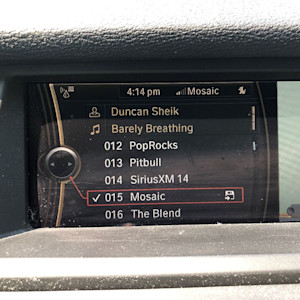 4:14 pm Mosaic
Duncan Sheik
Barely Breathing
012 PopRocks
013 Pitbull
014 SiriusXM 14
015 Mosaic
016 The Blend